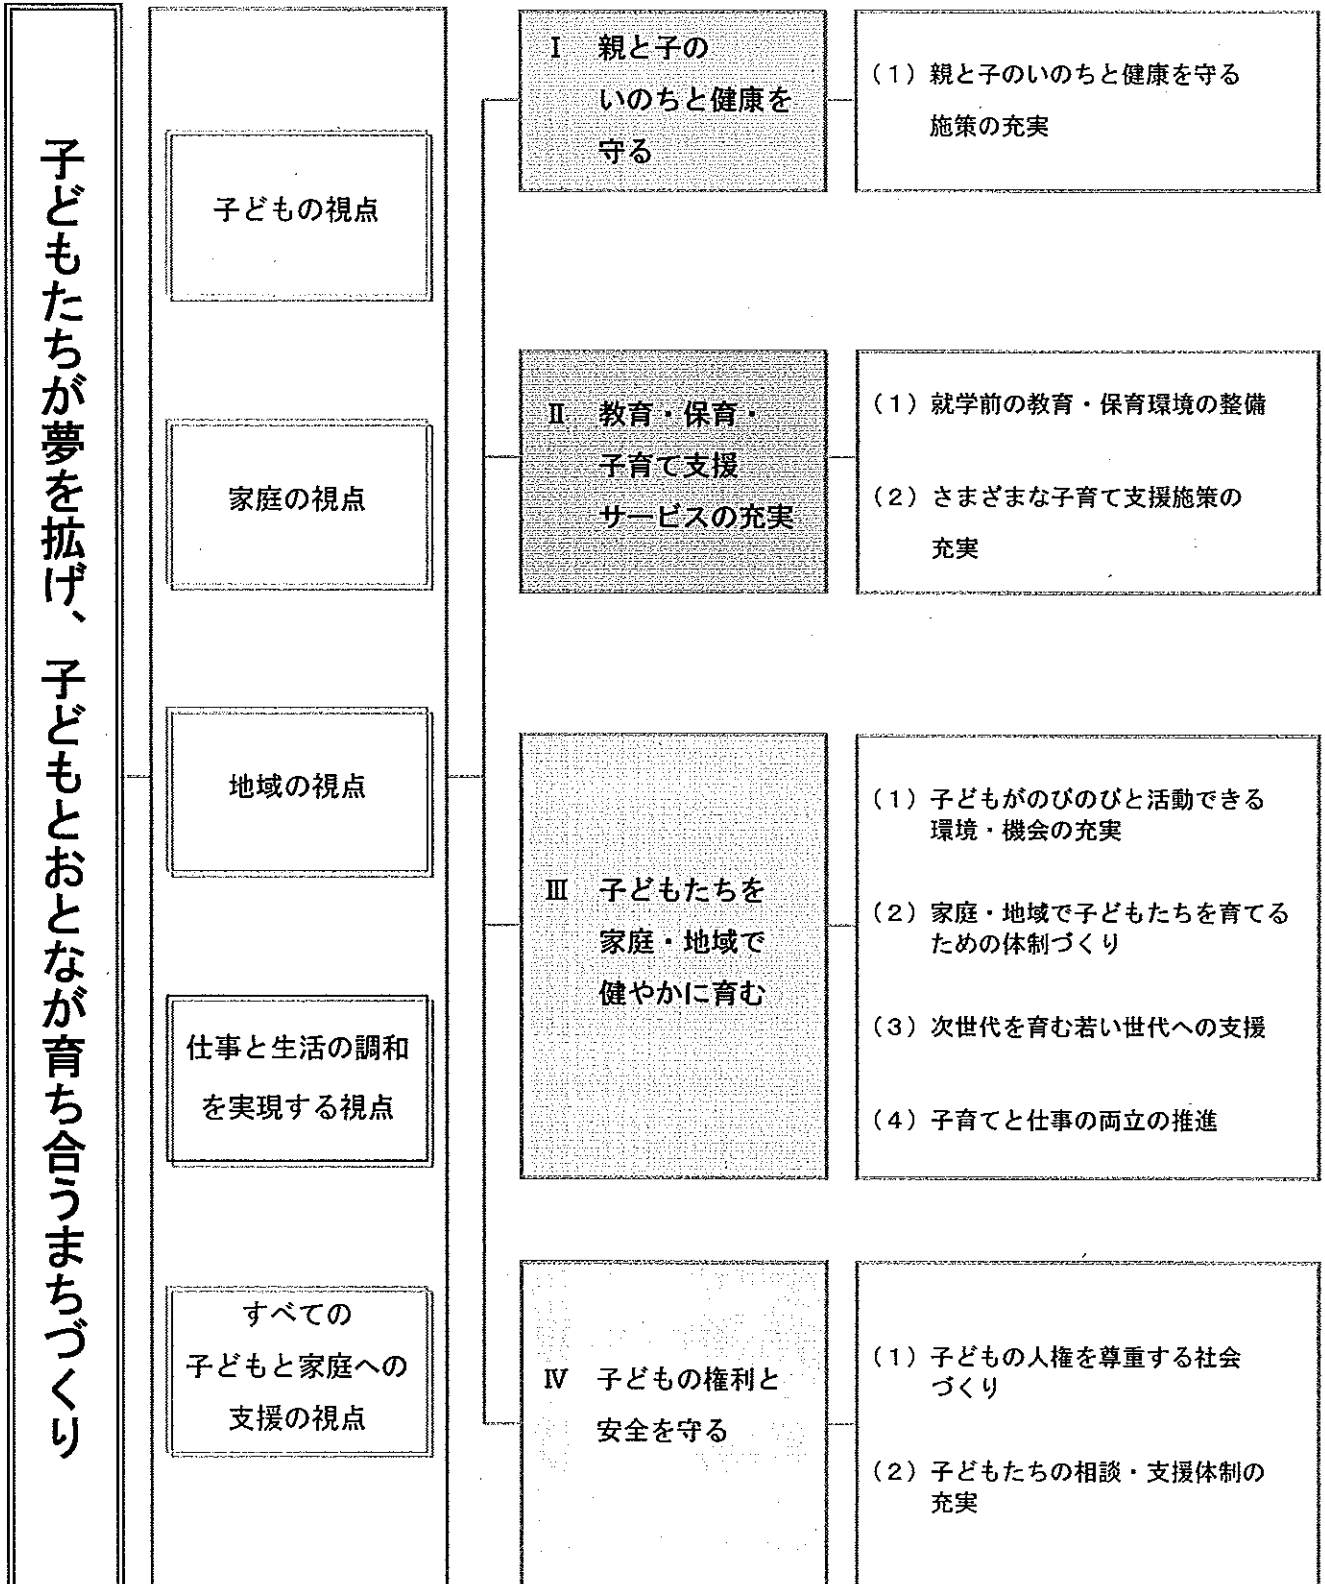 子どもたちが夢を拡げ、子どもとおとなが育ち合うまちづくり
子どもの視点
家庭の視点
地域の視点
仕事と生活の調和
を実現する視点
すべての
子どもと家庭への
支援の視点
Ⅰ 親と子の
いのちと健康を
守る
(1)親と子のいのちと健康を守る
施策の充実
Ⅱ 教育・保育・
子育て支援
サービスの充実
(1)就学前の教育・保育環境の整備
(2)さまざまな子育て支援施策の
充実
Ⅲ 子どもたちを
家庭・地域で
健やかに育む
(1)子どもがのびのびと活動できる
環境・機会の充実
(2)家庭・地域で子どもたちを育てる
ための体制づくり
(3)次世代を育む若い世代への支援
(4)子育てと仕事の両立の推進
Ⅳ 子どもの権利と
安全を守る
(1)子どもの人権を尊重する社会
づくり
(2)子どもたちの相談・支援体制の
充実